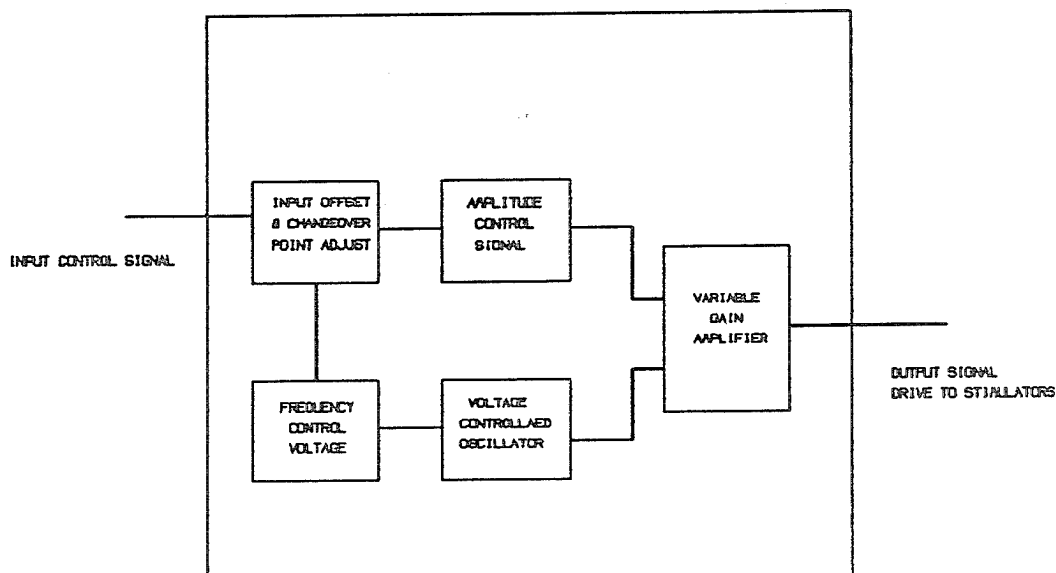 INPUT OFFSET
& CHANGEOVER
POINT ADJUST
AMPLITUDE
CONTROL
SIGNAL
INPUT CONTROL SIGNAL
VARIABLE
GAIN
AMPLIFIER
OUTPUT SIGNAL
DRIVE TO STIMULATORS
FREQUENCY
CONTROL
VOLTAGE
VOLTAGE
CONTROLLAED
OSCILLATOR